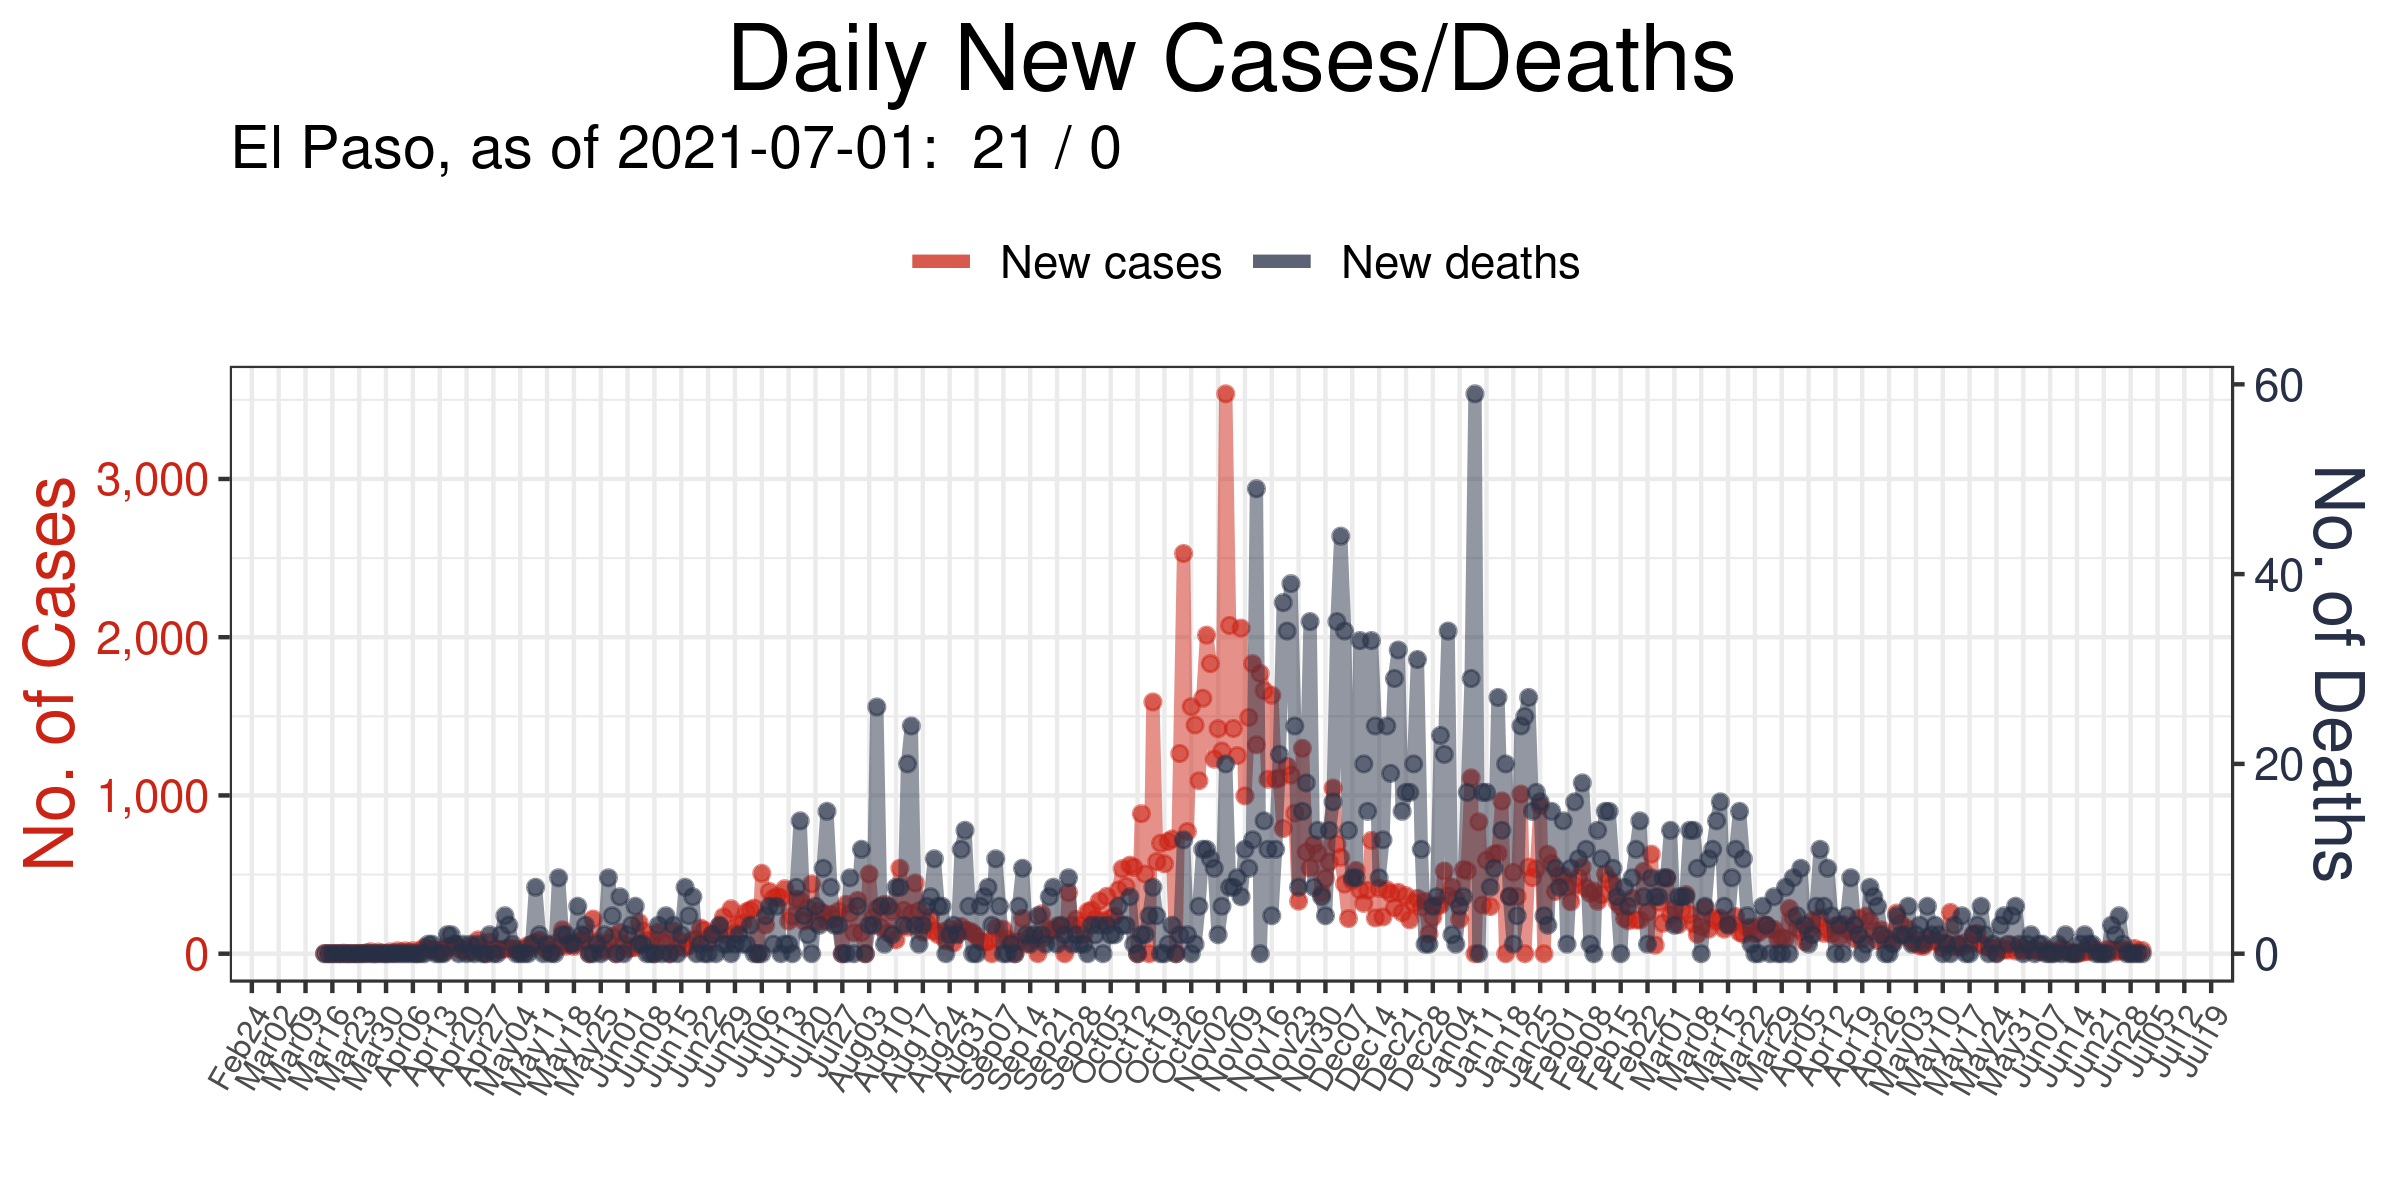 Daily New Cases/Deaths
El Paso, as of 2021-07-01:  21 / 0
New cases
New deaths
No. of Cases
3,000
2,000
1,000
0
60
40
20
0
No. of Deaths
Feb24
Mar02
Mar09
Mar16
Mar23
Mar30
Apr06
Apr13
Apr20
Apr27
May04
May11
May18
May25
Jun01
Jun08
Jun15
Jun22
Jun29
Jul06
Jul13
Jul20
Jul27
Aug03
Aug10
Aug17
Aug24
Aug31
Sep07
Sep14
Sep21
Sep28
Oct05
Oct12
Oct19
Oct26
Nov02
Nov09
Nov16
Nov23
Nov30
Dec07
Dec14
Dec21
Dec28
Jan04
Jan11
Jan18
Jan25
Feb01
Feb08
Feb15
Feb22
Mar01
Mar08
Mar15
Mar22
Mar29
Apr05
Apr12
Apr19
Apr26
May03
May10
May17
May24
May31
Jun07
Jun14
Jun21
Jun28
Jul05
Jul12
Jul19